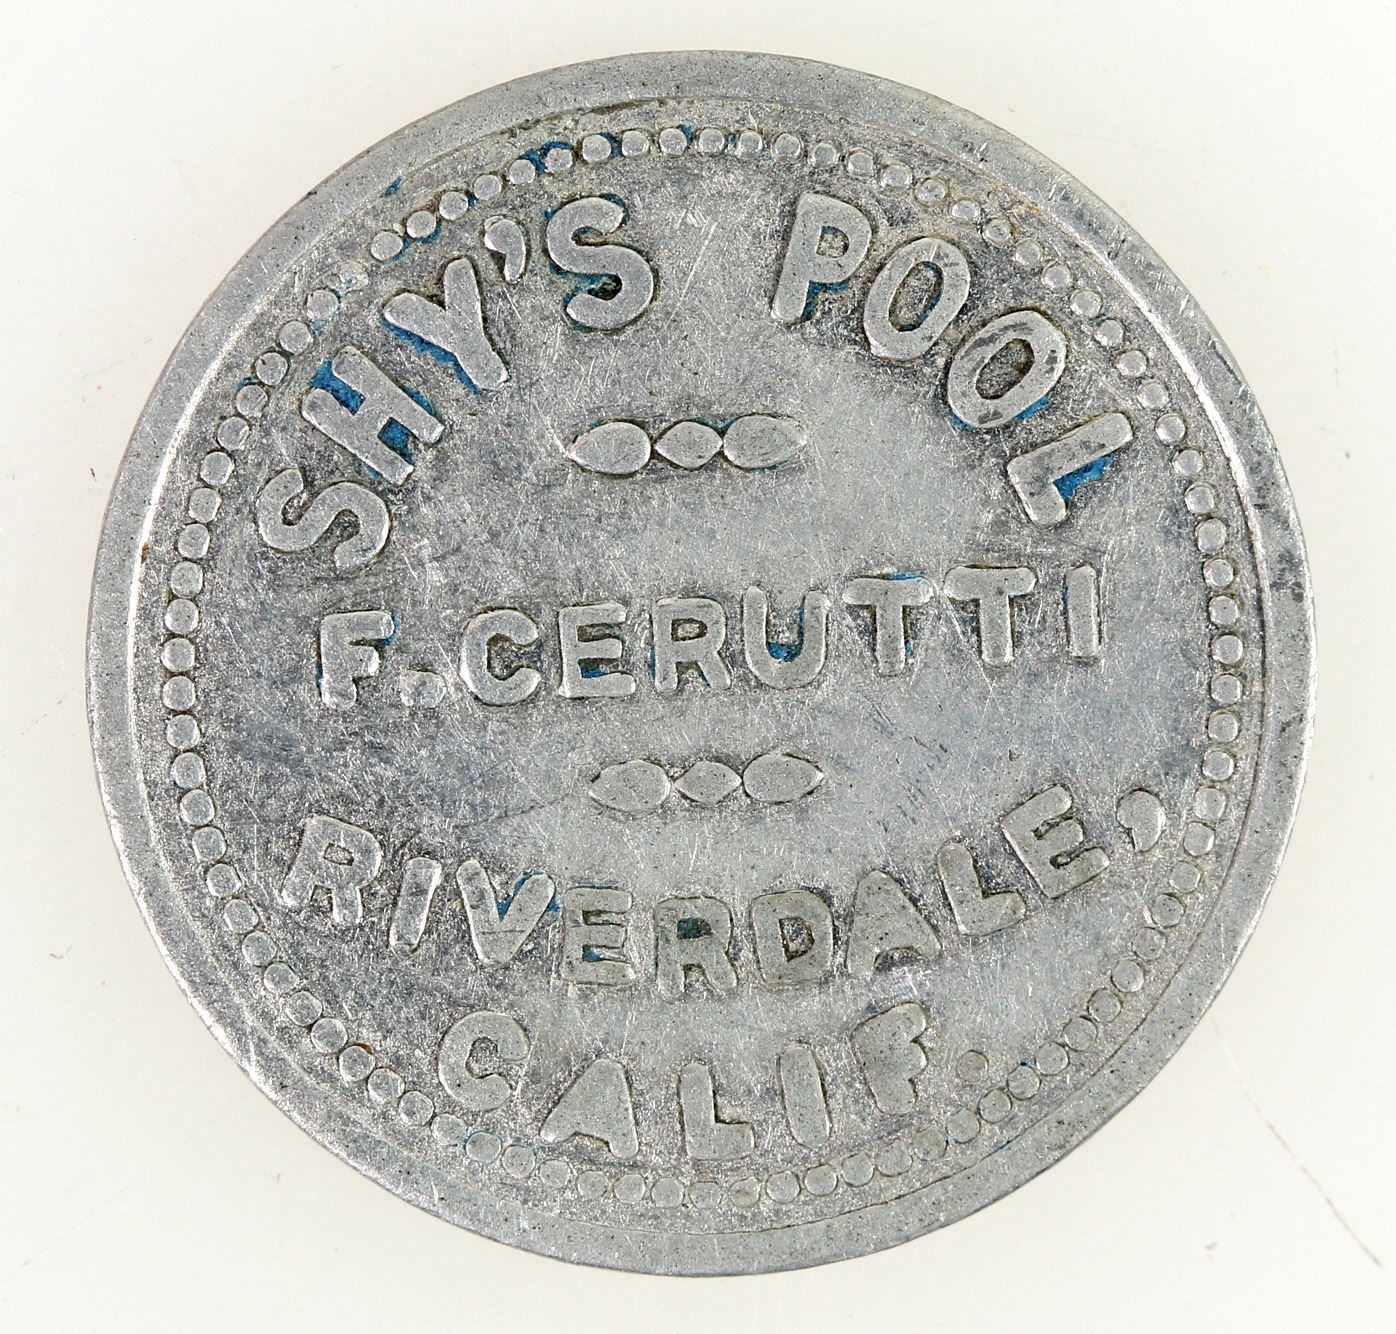 SHY'S POOL
F. CERUTTI
RIVERDALE,
CALIF.